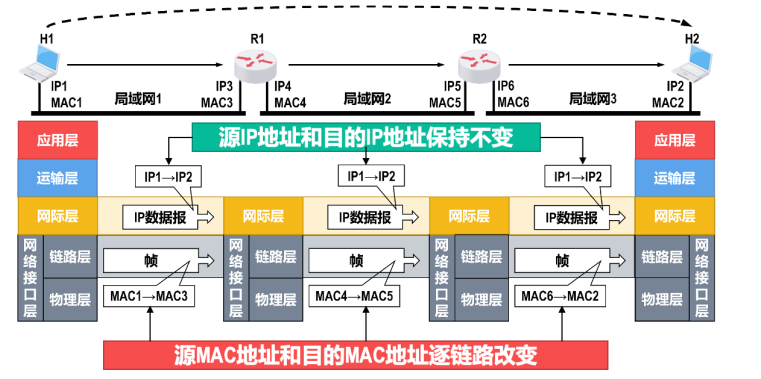 H1
R1
R2
H2
IP1
MAC1
局域网1
IP3
MAC3
IP4
MAC4
局域网2
IP5
MAC5
IP6
MAC6
局域网3
IP2
MAC2
应用层
源IP地址和目的IP地址保持不变
应用层
运输层
IP1→IP2
IP1→IP2
IP1→IP2
运输层
网际层
IP数据报
网际层
IP数据报
网际层
IP数据报
网际层
网络接口层
链路层
帧
网络接口层
链路层
帧
网络接口层
链路层
帧
链路层
网络接口层
物理层
MAC1→MAC3
物理层
MAC4→MAC5
物理层
MAC6→MAC2
物理层
源MAC地址和目的MAC地址逐链路改变